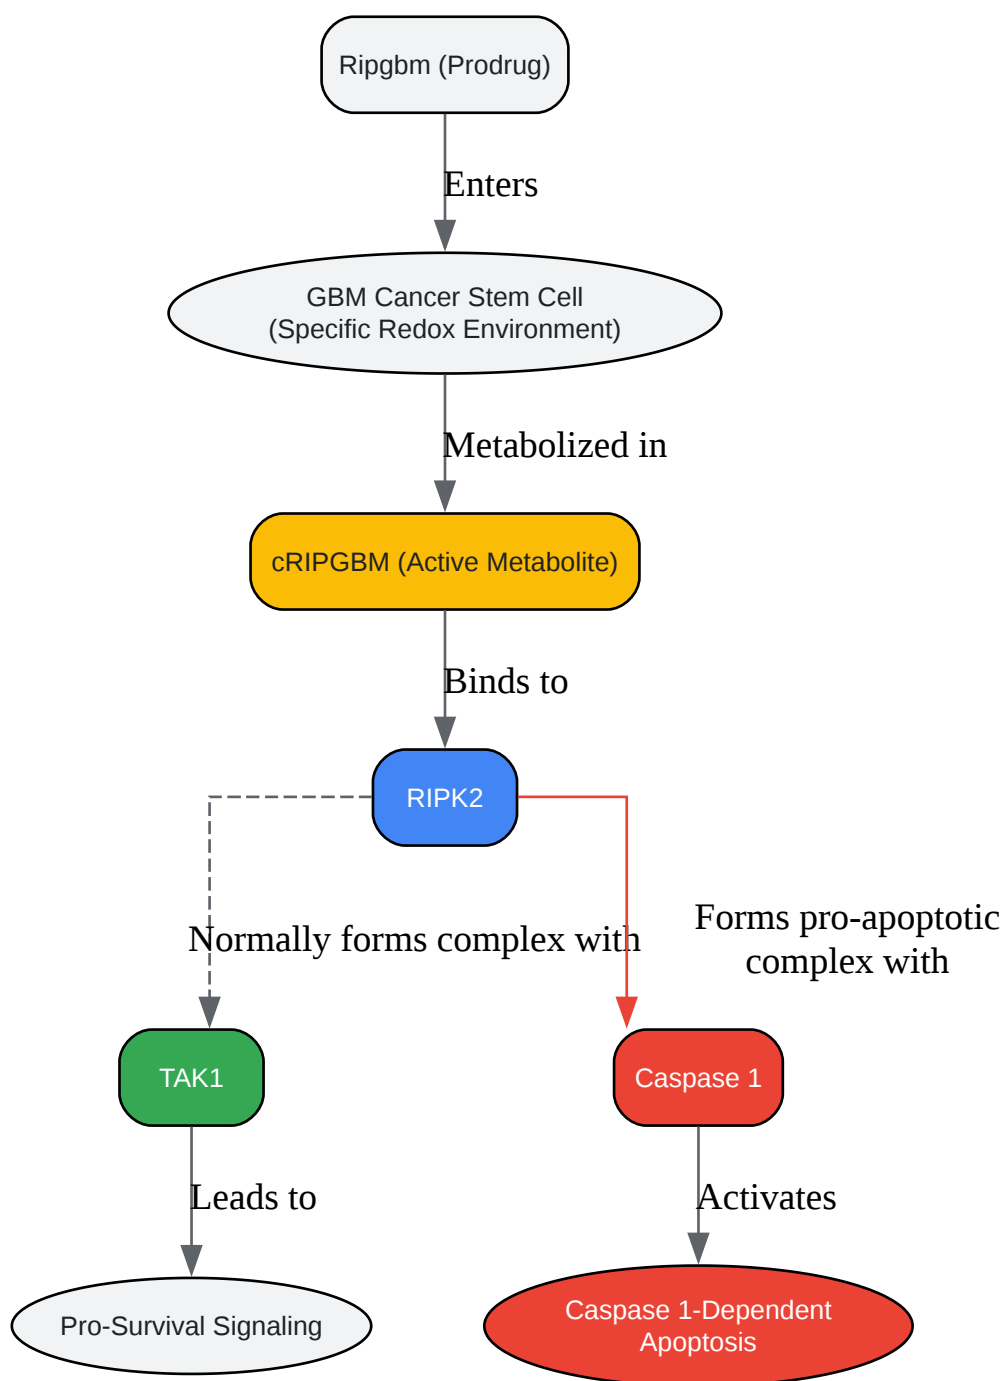 Ripgbm (Prodrug)
Enters
GBM Cancer Stem Cell
(Specific Redox Environment)
Metabolized in
cRIPGBM (Active Metabolite)
Binds to
RIPK2
Normally forms complex with
Forms pro-apoptotic
complex with
TAK1
Caspase 1
Leads to
Activates
Pro-Survival Signaling
Caspase 1-Dependent
Apoptosis